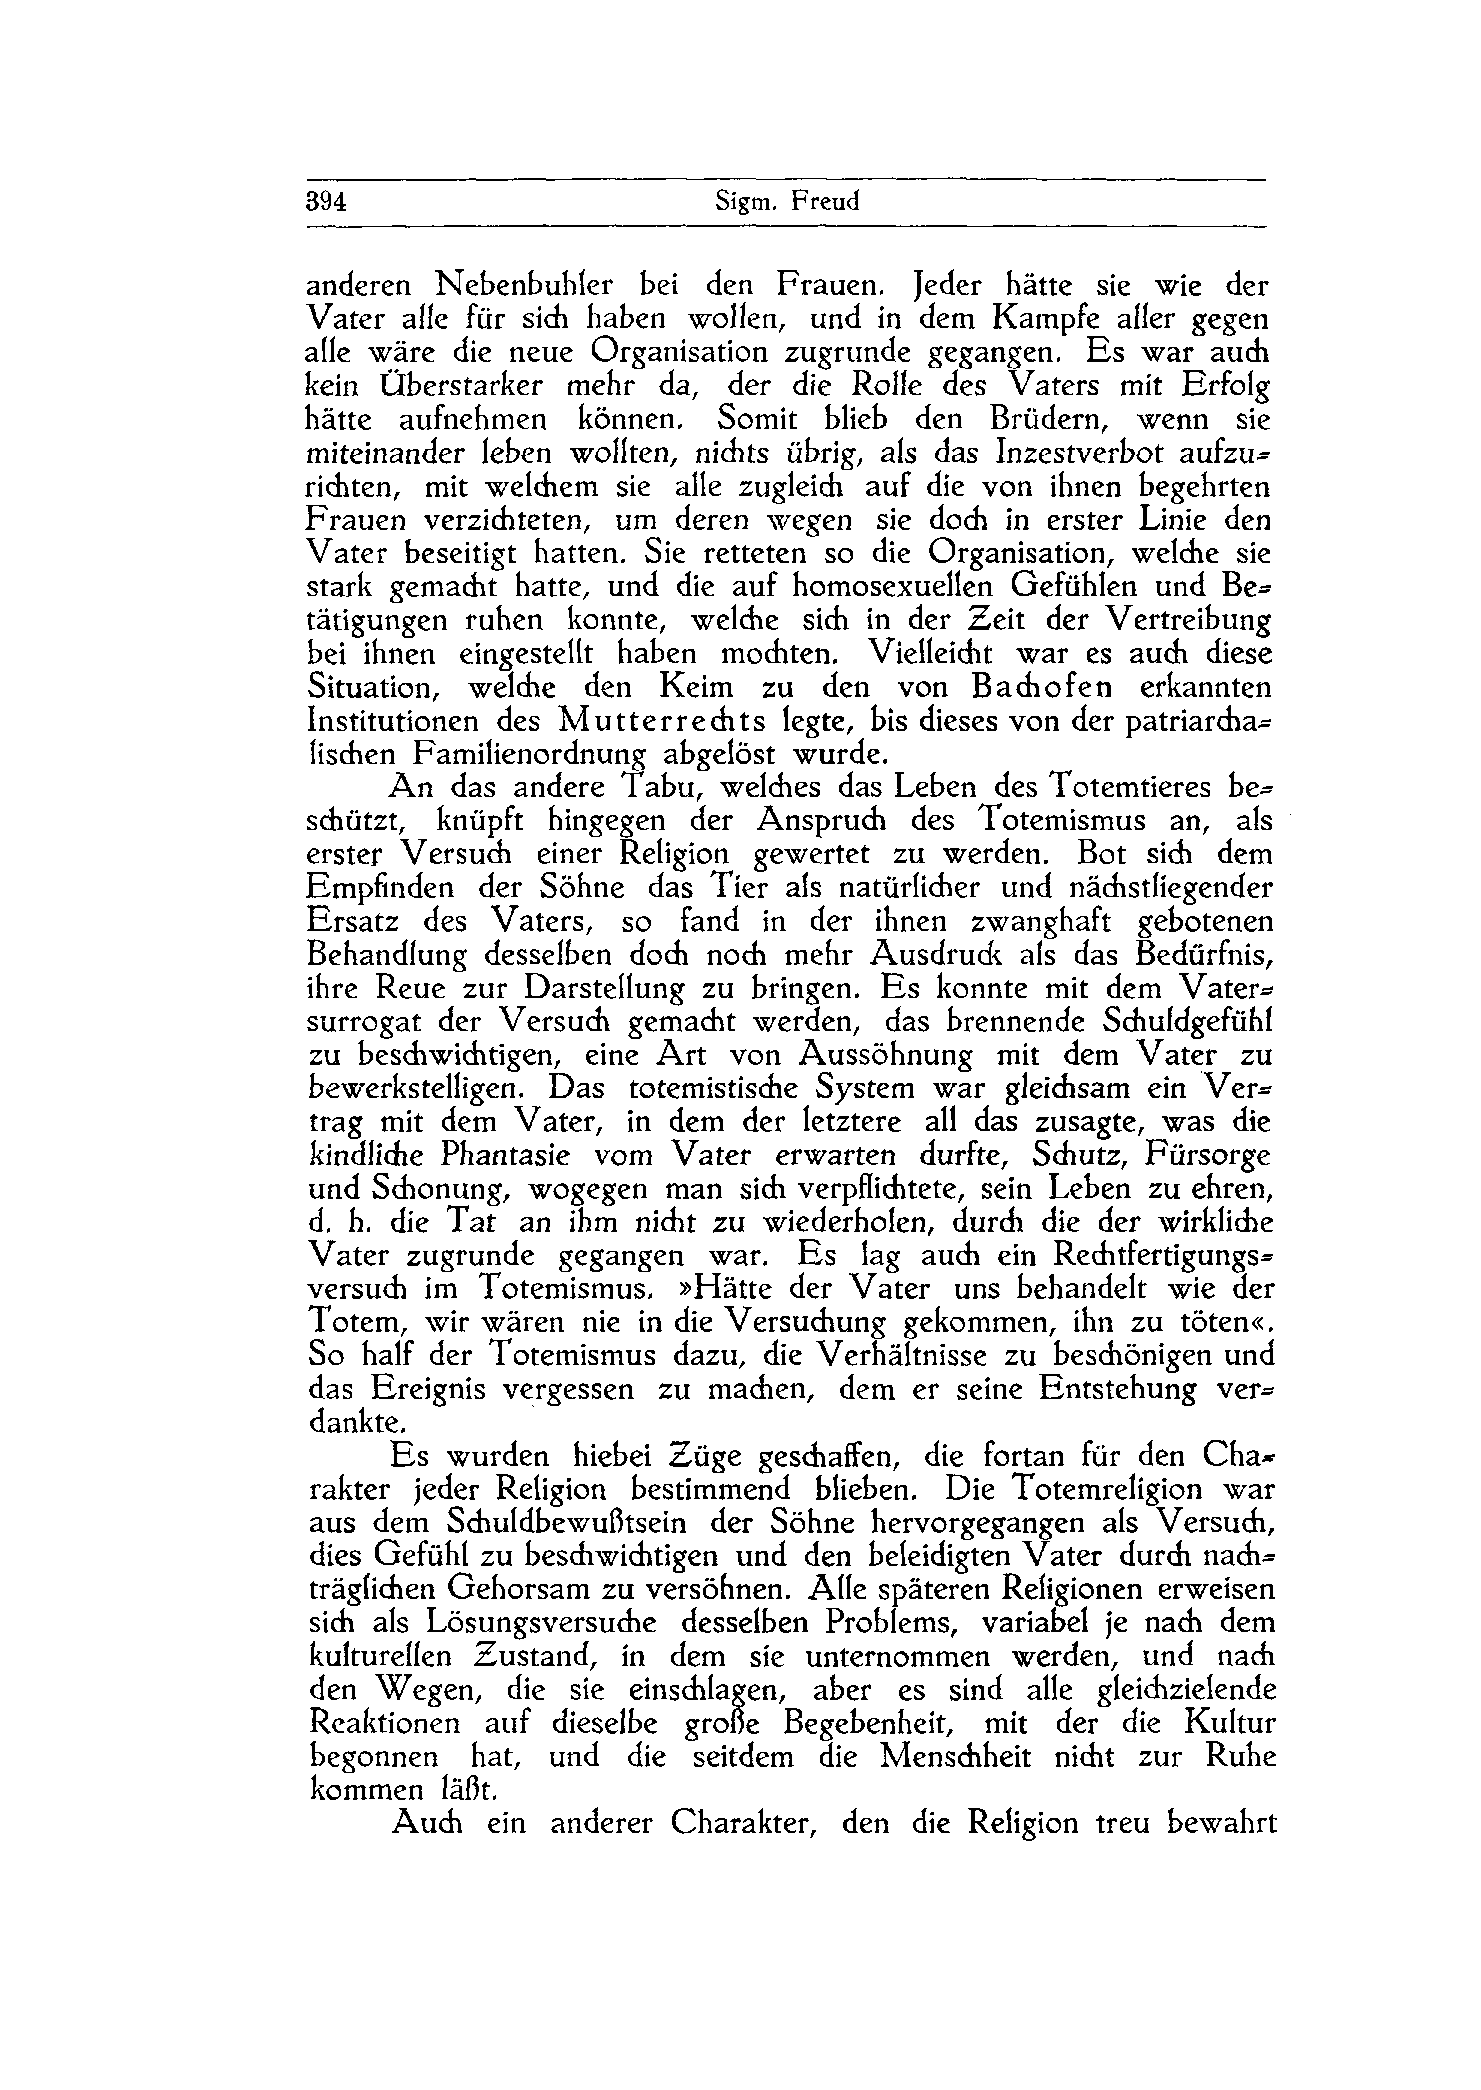 394 Sigm. Freud
anderen Nebenbuhler bei den Frauen. Jeder hätte sie wie der
Vater alle für sich haben wollen, und in dem Kampfe aller gegen
alle wäre die neue Organisation zugrunde gegangen. Es war auch
kein Überstarker mehr da, der die Rolle des Vaters mit Erfolg
hätte aufnehmen können. Somit blieb den Brüdern, wenn sie
miteinander leben wollten, nichts übrig, als das Inzestverbot aufzu-
richten, mit welchem sie alle zugleich auf die von ihnen begehrten
Frauen verzichteten, um deren wegen sie doch in erster Linie den
Vater beseitigt hatten. Sie retteten so die Organisation, welche sie
stark gemacht hatte, und die auf homosexuellen Gefühlen und Be-
tätigungen ruhen konnte, welche sich in der Zeit der Vertreibung
bei ihnen eingestellt haben mochten. Vielleicht war es auch diese
Situation, welche den Keim zu den von Bachofen erkannten
Institutionen des Mutterrechts legte, bis dieses von der patriarcha-
lischen Familienordnung abgelöst wurde.
An das andere Tabu, welches das Leben des Totemtieres be-
schützt, knüpft hingegen der Anspruch des Totemismus an, als
erster Versuch einer Religion gewertet zu werden. Bot sich dem
Empfinden der Söhne das Tier als natürlicher und nächstliegender
Ersatz des Vaters, so fand in der ihnen zwanghaft gebotenen
Behandlung desselben doch noch mehr Ausdruck als das Bedürfnis,
ihre Reue zur Darstellung zu bringen. Es konnte mit dem Vater-
surrogat der Versuch gemacht werden, das brennende Schuldgefühl
zu beschwichtigen, eine Art von Aussöhnung mit dem Vater zu
bewerkstelligen. Das totemistische System war gleichsam ein Ver-
trag mit dem Vater, in dem der letztere all das zusagte, was die
kindliche Phantasie vom Vater erwarten durfte, Schutz, Fürsorge
und Schonung, wogegen man sich verpflichtete, sein Leben zu ehren,
d. h. die Tat an ihm nicht zu wiederholen, durch die der wirkliche
Vater zugrunde gegangen war. Es lag auch ein Rechtfertigungs-
versuch im Totemismus. »Hätte der Vater uns behandelt wie der
Totem, wir wären nie in die Versuchung gekommen, ihn zu töten«.
So half der Totemismus dazu, die Verhältnisse zu beschönigen und
das Ereignis vergessen zu machen, dem er seine Entstehung ver-
dankte.
Es wurden hiebei Züge geschaffen, die fortan für den Cha-
rakter jeder Religion bestimmend blieben. Die Totemreligion war
aus dem Schuldbewußtsein der Söhne hervorgegangen als Versuch,
dies Gefühl zu beschwichtigen und den beleidigten Vater durch nach-
träglichen Gehorsam zu versöhnen. Alle späteren Religionen erweisen
sich als Lösungsversuche desselben Problems, variabel je nach dem
kulturellen Zustand, in dem sie unternommen werden, und nach
den Wegen, die sie einschlagen, aber es sind alle gleichzielende
Reaktionen auf dieselbe große Begebenheit, mit der die Kultur
begonnen hat, und die seitdem die Menschheit nicht zur Ruhe
kommen läßt.
Auch ein anderer Charakter, den die Religion treu bewahrt